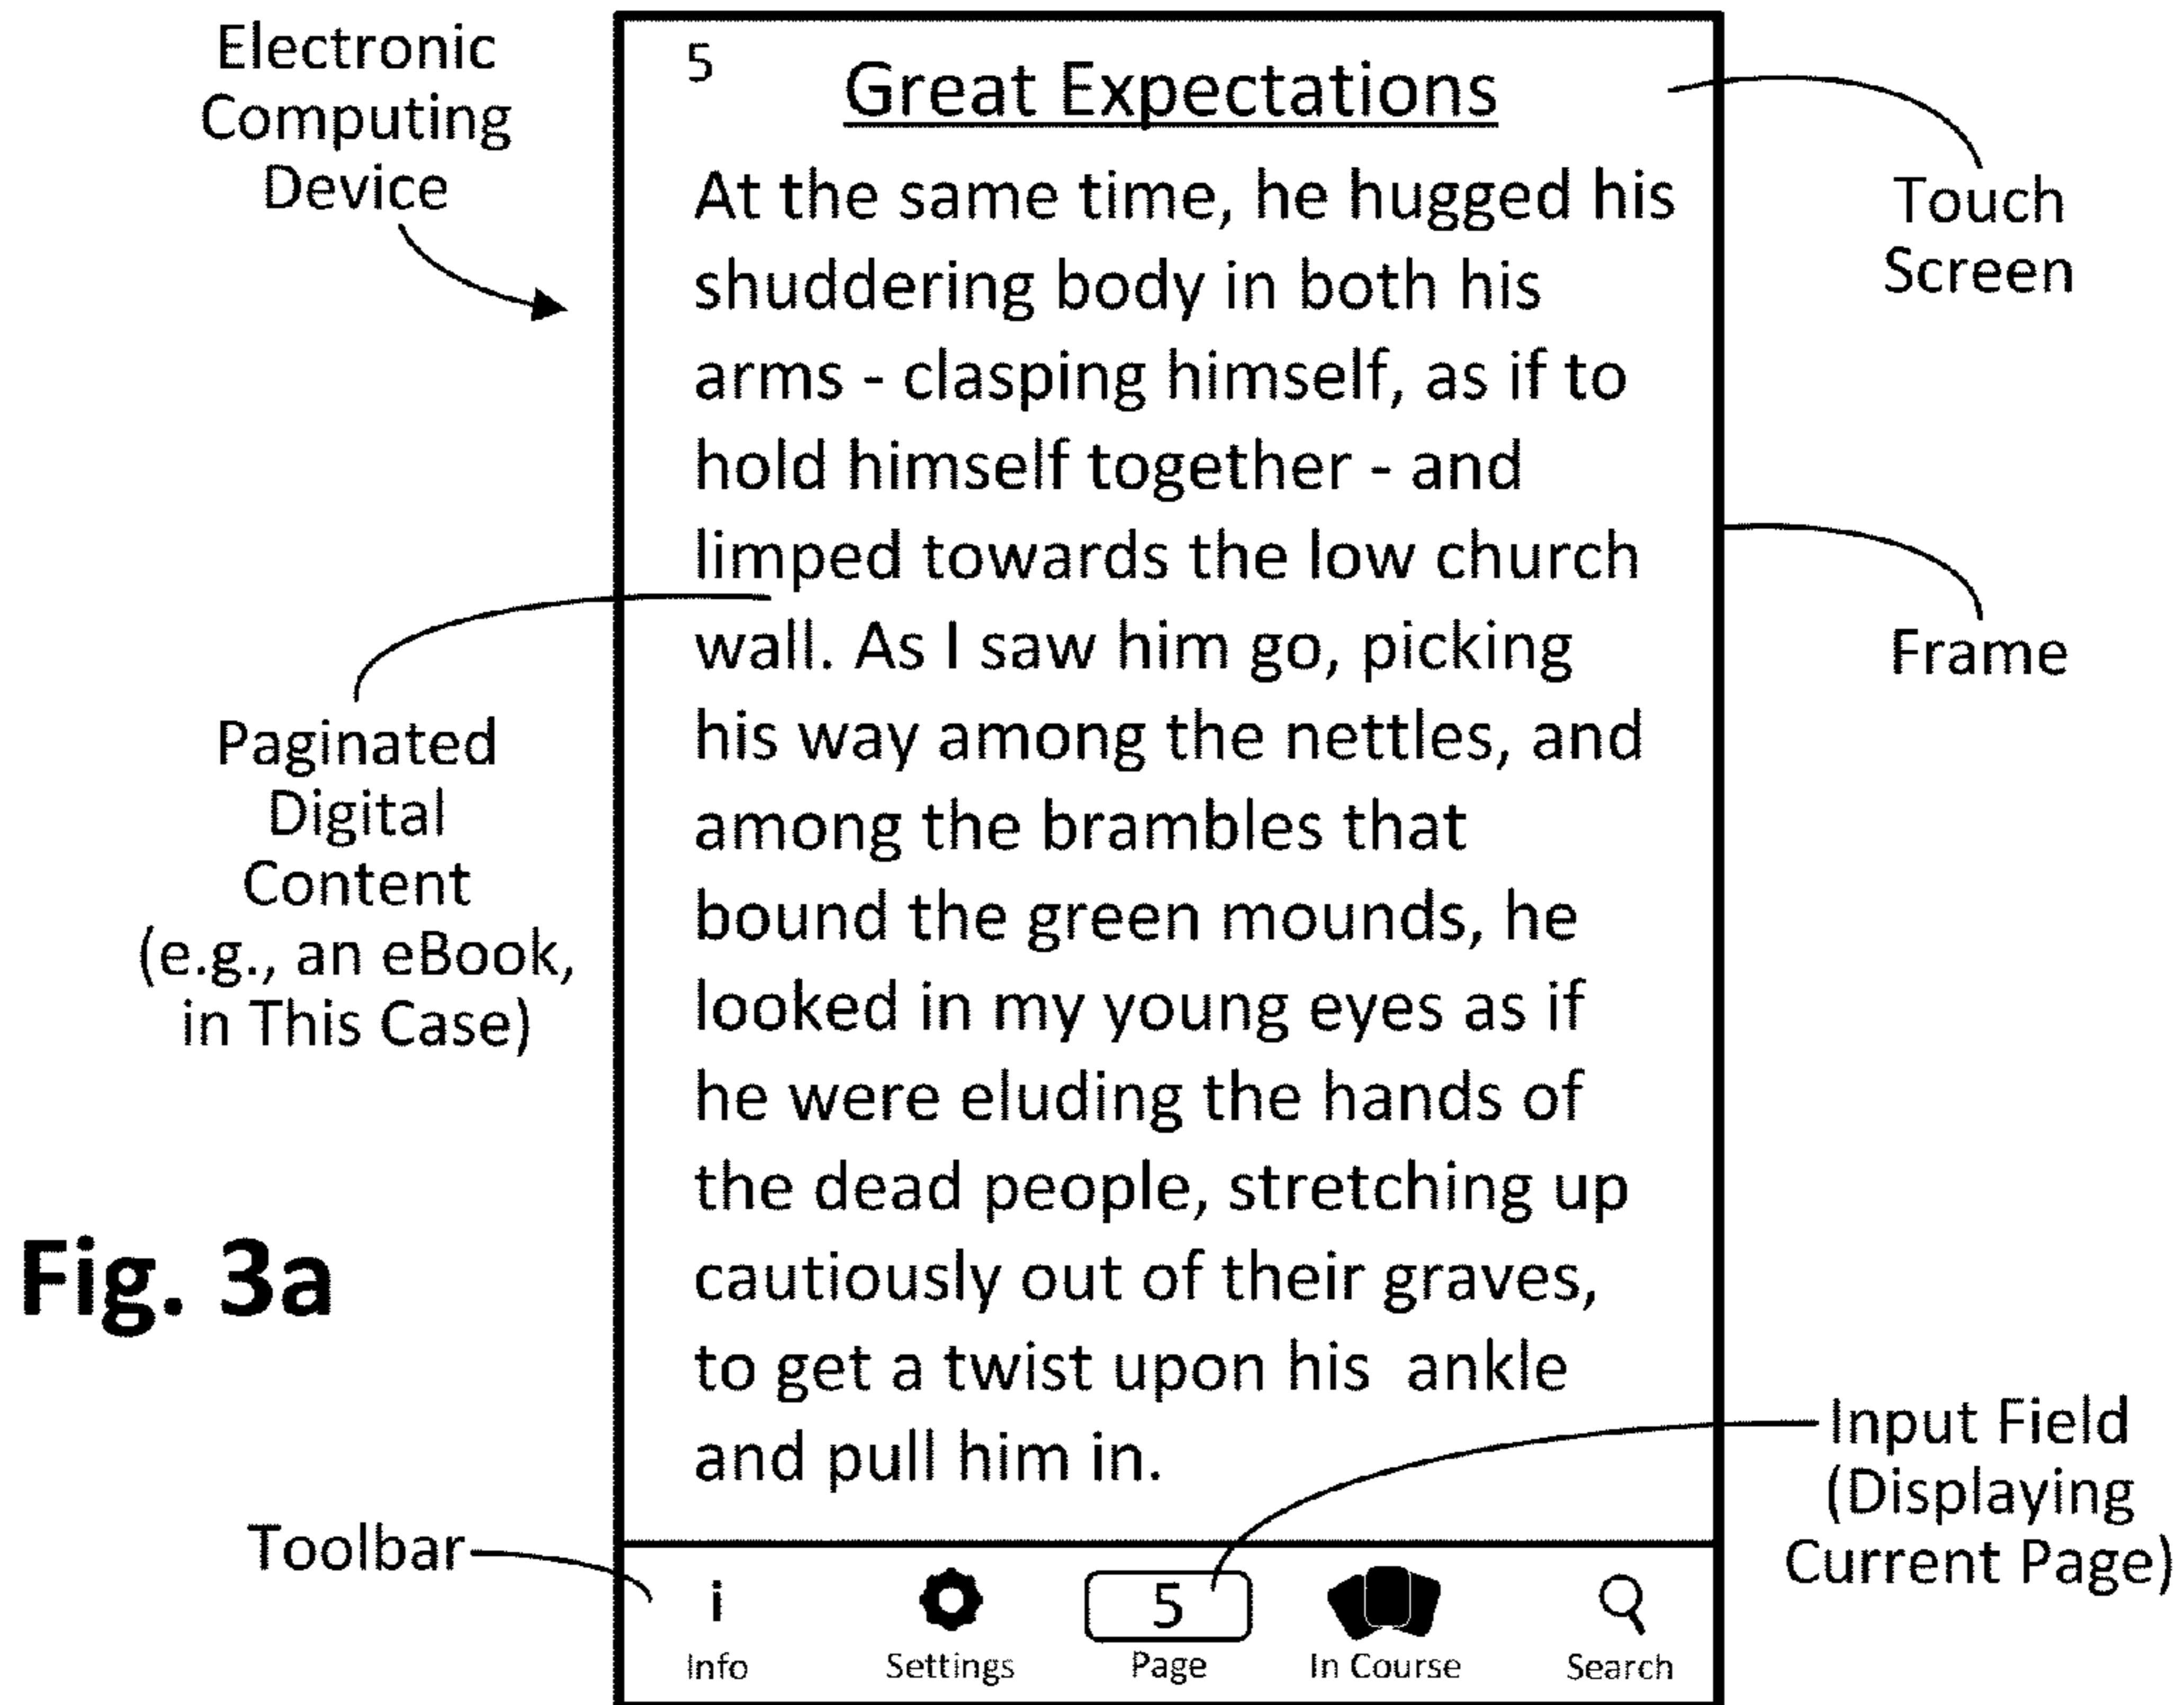 Electronic
Computing
Device
5
Great Expectations
At the same time, he hugged his
shuddering body in both his
arms - clasping himself, as if to
hold himself together - and
limped towards the low church
wall. As I saw him go, picking
his way among the nettles, and
among the brambles that
bound the green mounds, he
looked in my young eyes as if
he were eluding the hands of
the dead people, stretching up
cautiously out of their graves,
to get a twist upon his  ankle
and pull him in.
Touch
Screen
Frame
Paginated
Digital
Content
(e.g., an eBook,
in This Case)
Fig. 3a
Input Field
(Displaying
Current Page)
Toolbar
i
Info
Settings
5
Page
In Course
Search